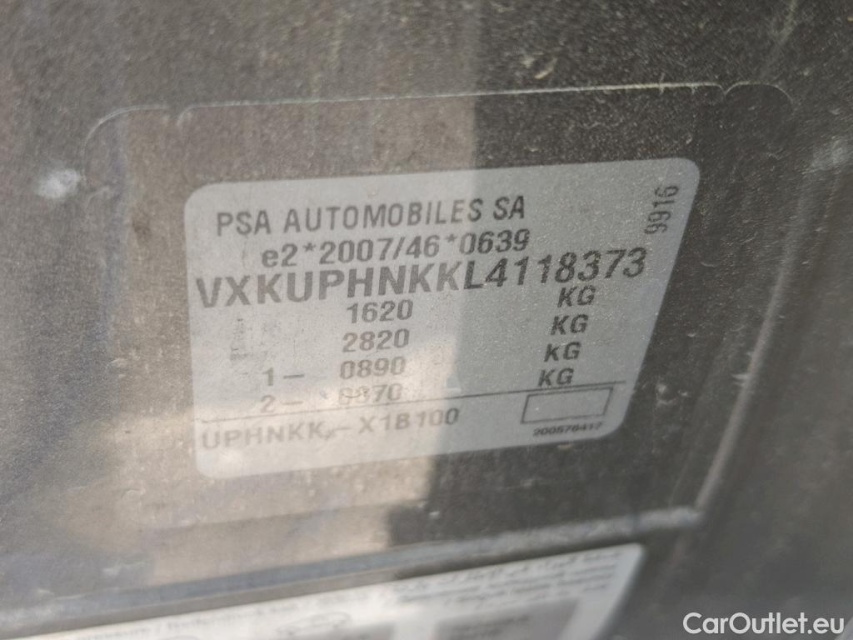 PSA AUTOMOBILES SA
9916
e2*2007/46*0639
VXKUPHNKKL4118373
1620 KG
2820 KG
1- 0890 KG
2- 0870 KG
UPHNKK - X1B100
CarOutlet.eu